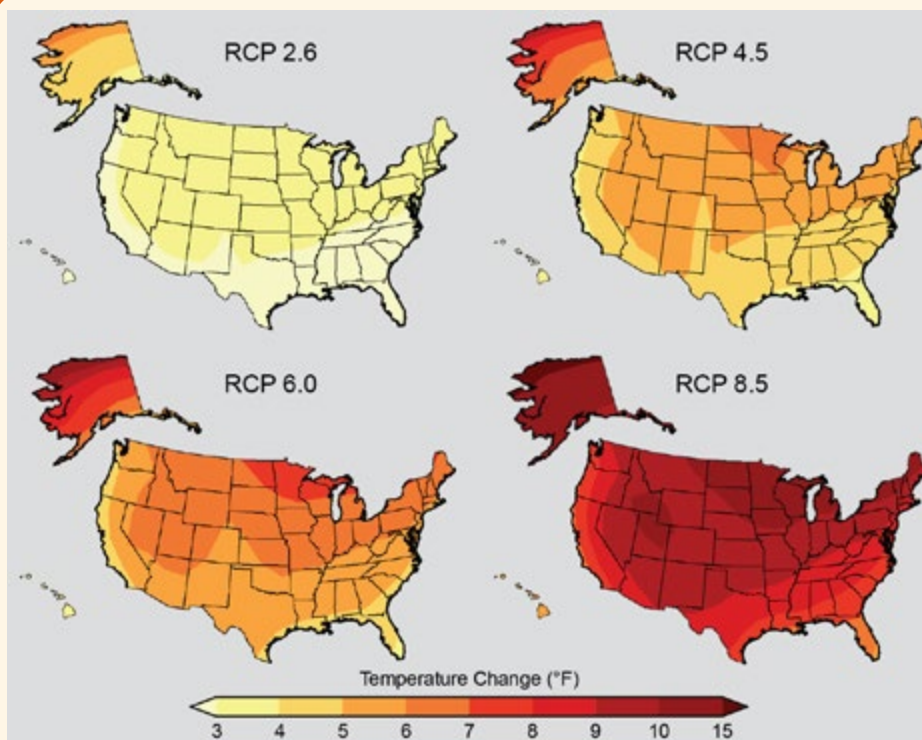 RCP 2.6
RCP 4.5
RCP 6.0
RCP 8.5
Temperature Change (°F)
3 4 5 6 7 8 9 10 15